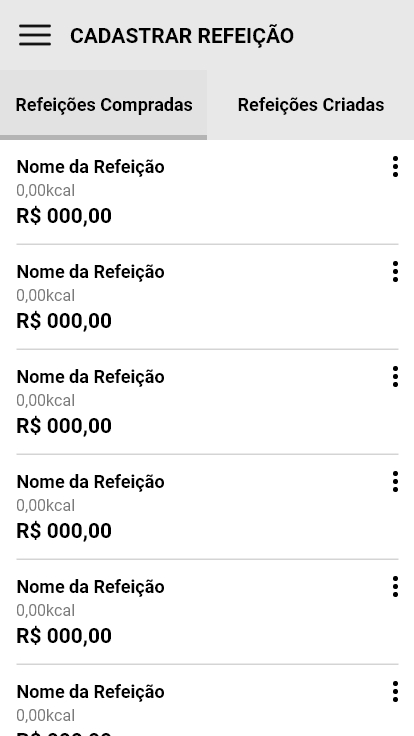 CADASTRAR REFEIÇÃO
Refeições Compradas
Refeições Criadas
Nome da Refeição
0,00kcal
R$ 000,00
Nome da Refeição
0,00kcal
R$ 000,00
Nome da Refeição
0,00kcal
R$ 000,00
Nome da Refeição
0,00kcal
R$ 000,00
Nome da Refeição
0,00kcal
R$ 000,00
Nome da Refeição
0,00kcal